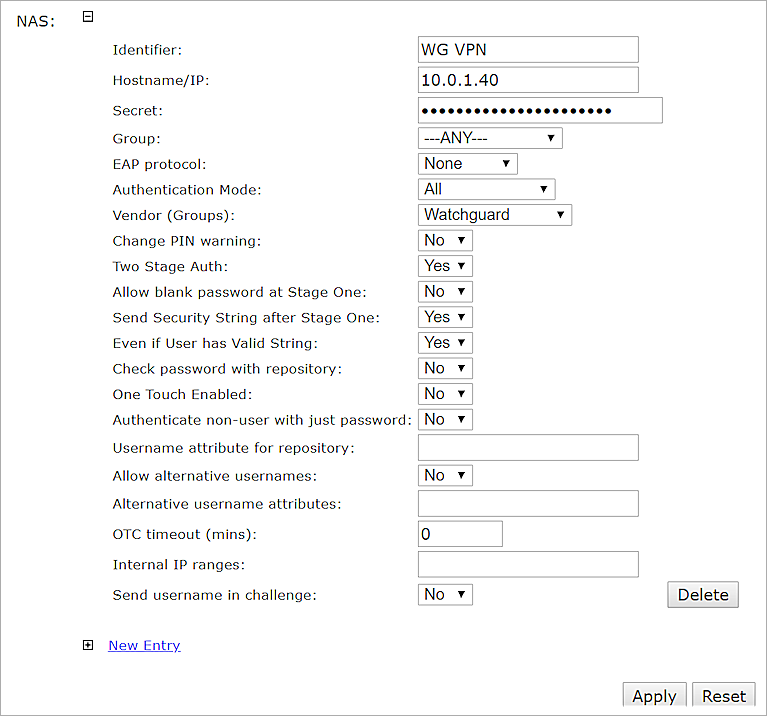 NAS:
Identifier: WG VPN
Hostname/IP: 10.0.1.40
Secret: ••••••••••••••••••••••
Group: ---ANY---
EAP protocol: None
Authentication Mode: All
Vendor (Groups): Watchguard
Change PIN warning: No
Two Stage Auth: Yes
Allow blank password at Stage One: No
Send Security String after Stage One: Yes
Even if User has Valid String: Yes
Check password with repository: No
One Touch Enabled: No
Authenticate non-user with just password: No
Username attribute for repository:
Allow alternative usernames: No
Alternative username attributes:
OTC timeout (mins): 0
Internal IP ranges:
Send username in challenge: No Delete
New Entry
Apply Reset